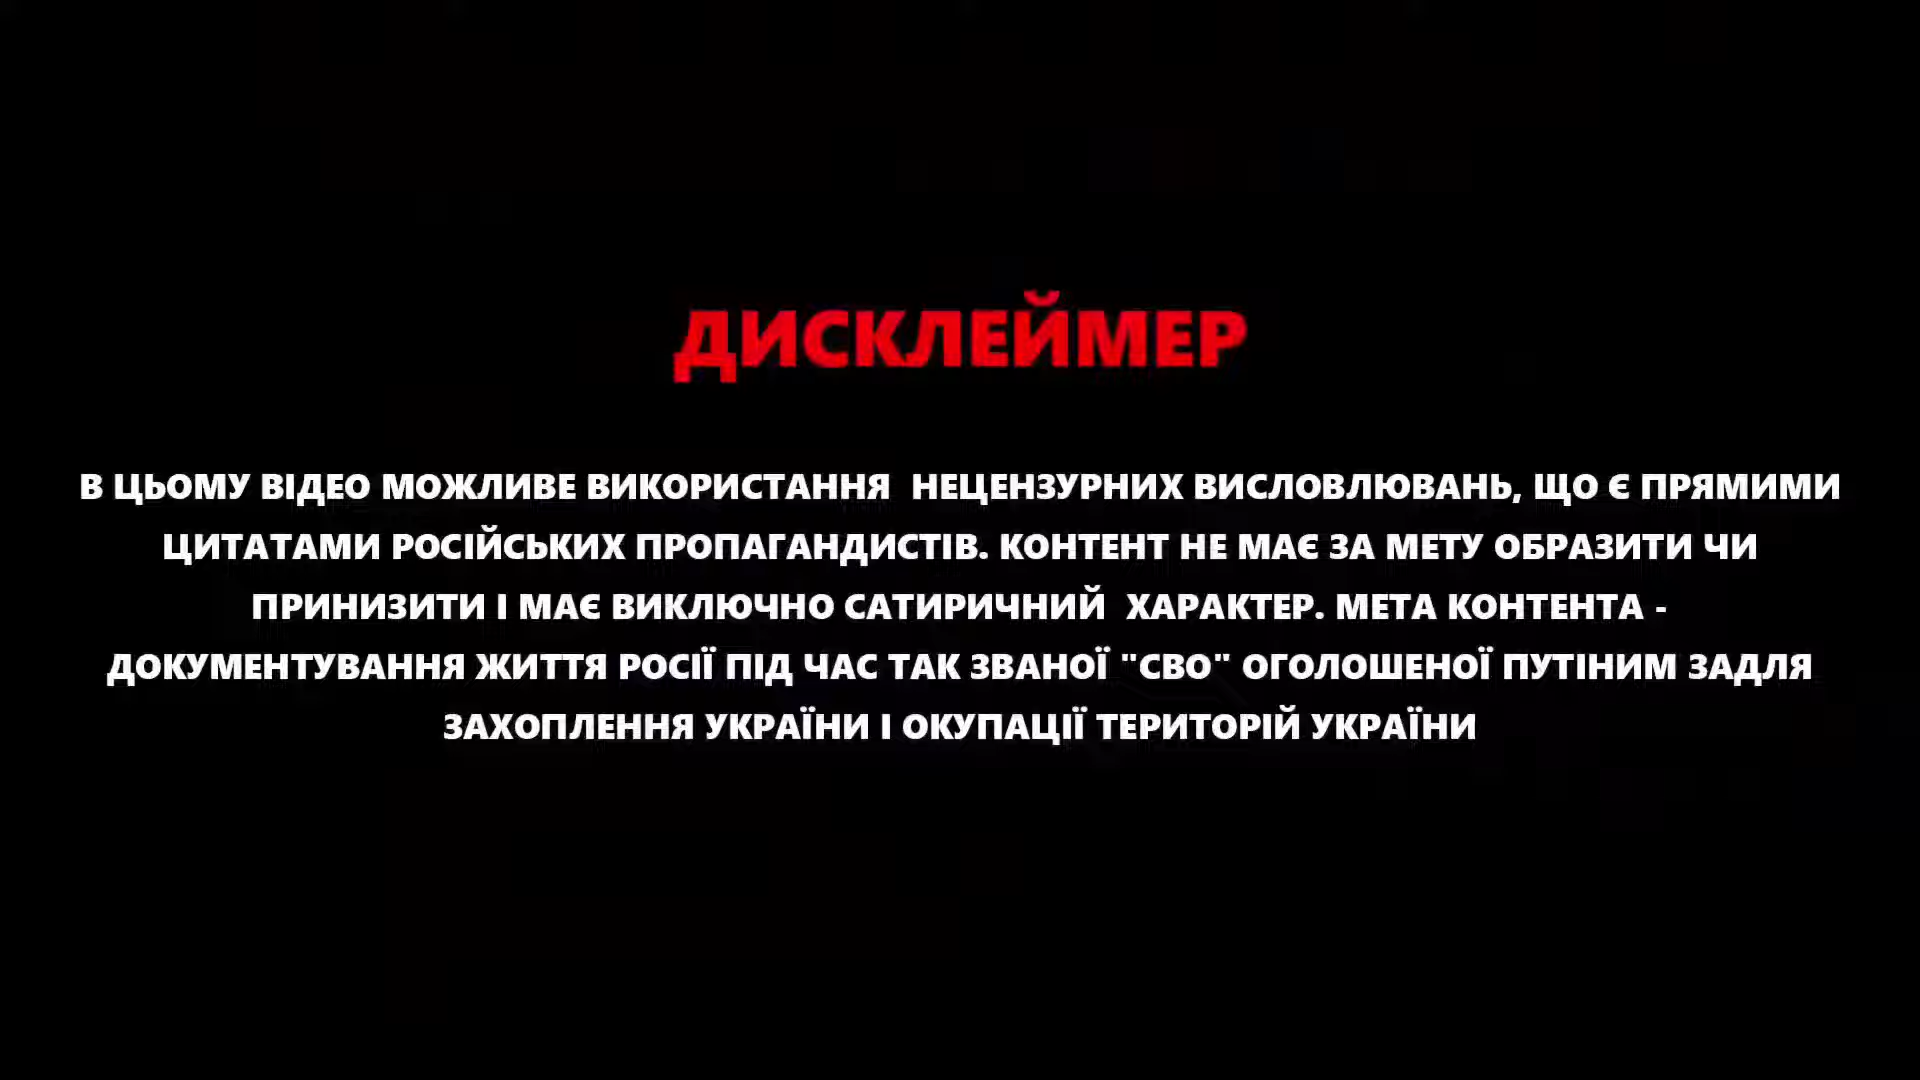 ДИСКЛЕЙМЕР
В ЦЬОМУ ВІДЕО МОЖЛИВЕ ВИКОРИСТАННЯ  НЕЦЕНЗУРНИХ ВИСЛОВЛЮВАНЬ, ЩО Є ПРЯМИМИ
ЦИТАТАМИ РОСІЙСЬКИХ ПРОПАГАНДИСТІВ. КОНТЕНТ НЕ МАЄ ЗА МЕТУ ОБРАЗИТИ ЧИ
ПРИНИЗИТИ І МАЄ ВИКЛЮЧНО САТИРИЧНИЙ  ХАРАКТЕР. МЕТА КОНТЕНТА -
ДОКУМЕНТУВАННЯ ЖИТТЯ РОСІЇ ПІД ЧАС ТАК ЗВАНОЇ "СВО" ОГОЛОШЕНОЇ ПУТІНИМ ЗАДЛЯ
ЗАХОПЛЕННЯ УКРАЇНИ І ОКУПАЦІЇ ТЕРИТОРІЙ УКРАЇНИ